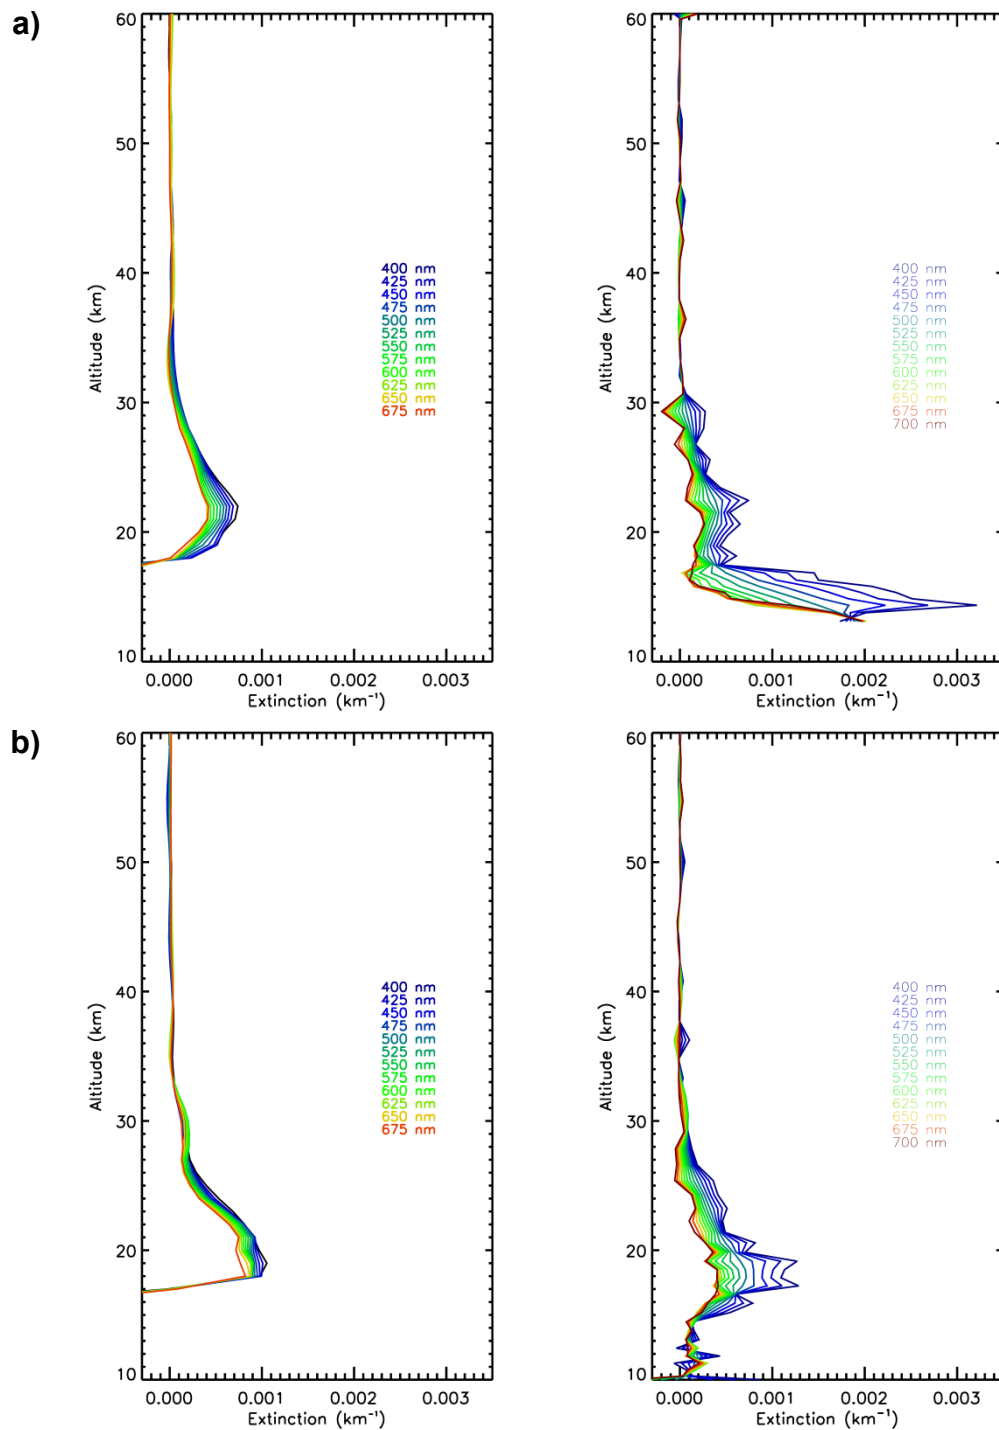 a)
60
50
40
30
20
10
Altitude (km)
400 nm
425 nm
450 nm
475 nm
500 nm
525 nm
550 nm
575 nm
600 nm
625 nm
650 nm
675 nm
0.000 0.001 0.002 0.003
Extinction (km⁻¹)
60
50
40
30
20
10
Altitude (km)
400 nm
425 nm
450 nm
475 nm
500 nm
525 nm
550 nm
575 nm
600 nm
625 nm
650 nm
675 nm
700 nm
0.000 0.001 0.002 0.003
Extinction (km⁻¹)
b)
60
50
40
30
20
10
Altitude (km)
400 nm
425 nm
450 nm
475 nm
500 nm
525 nm
550 nm
575 nm
600 nm
625 nm
650 nm
675 nm
0.000 0.001 0.002 0.003
Extinction (km⁻¹)
60
50
40
30
20
10
Altitude (km)
400 nm
425 nm
450 nm
475 nm
500 nm
525 nm
550 nm
575 nm
600 nm
625 nm
650 nm
675 nm
700 nm
0.000 0.001 0.002 0.003
Extinction (km⁻¹)